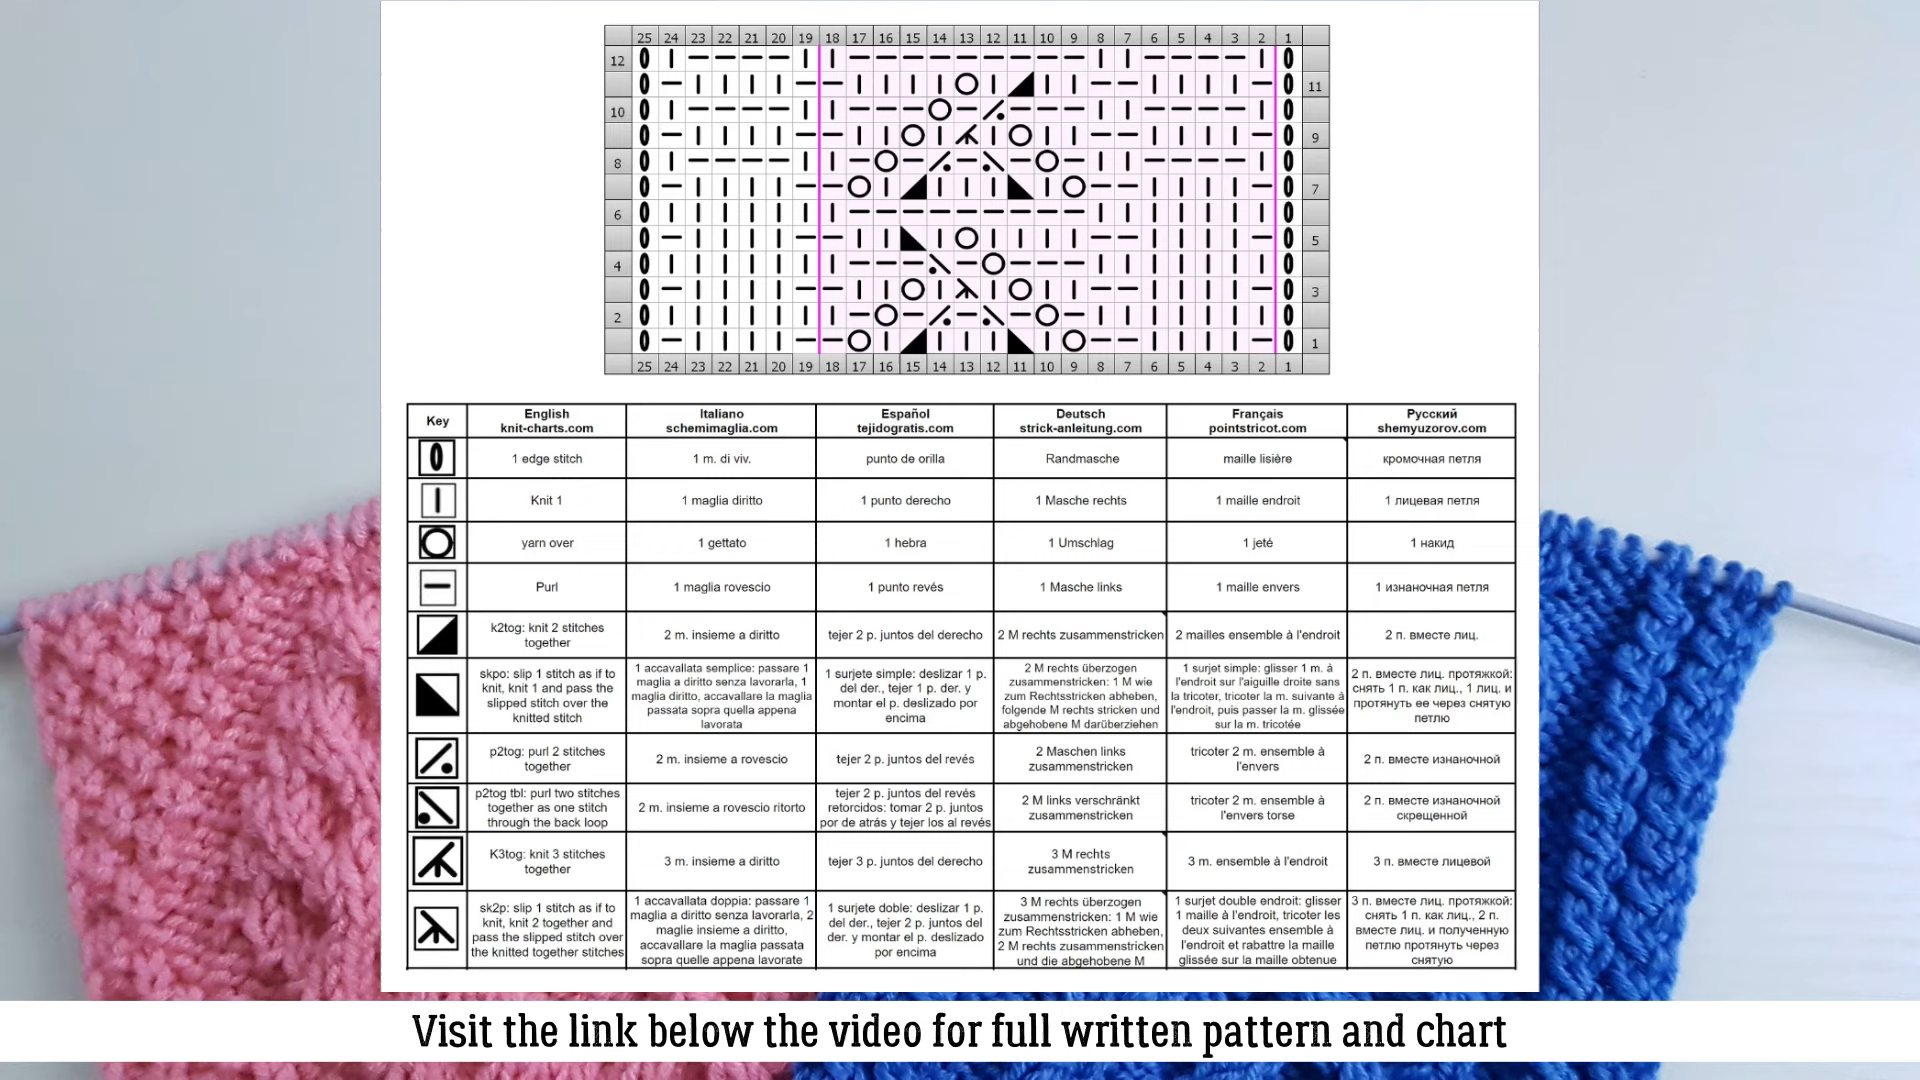 25 24 23 22 21 20 19 18 17 16 15 14 13 12 11 10 9 8 7 6 5 4 3 2 1
12
11
10
9
8
7
6
5
4
3
2
1
25 24 23 22 21 20 19 18 17 16 15 14 13 12 11 10 9 8 7 6 5 4 3 2 1
Key
English
knit-charts.com
Italiano
schemimaglia.com
Español
tejidogratis.com
Deutsch
strick-anleitung.com
Français
pointstricot.com
Русский
shemyuzorov.com
1 edge stitch
1 m. di viv.
punto de orilla
Randmasche
maille lisière
кромочная петля
Knit 1
1 maglia diritto
1 punto derecho
1 Masche rechts
1 maille endroit
1 лицевая петля
yarn over
1 gettato
1 hebra
1 Umschlag
1 jeté
1 накид
Purl
1 maglia rovescio
1 punto revés
1 Masche links
1 maille envers
1 изнаночная петля
k2tog: knit 2 stitches
together
2 m. insieme a diritto
tejer 2 p. juntos del derecho
2 M rechts zusammenstricken
2 mailles ensemble à l'endroit
2 п. вместе лиц.
skpo: slip 1 stitch as if to
knit, knit 1 and pass the
slipped stitch over the
knitted stitch
1 accavallata semplice: passare 1
maglia a diritto senza lavorarla, 1
maglia diritto, accavallare la maglia
passata sopra quella appena
lavorata
1 surjete simple: deslizar 1 p.
del der., tejer 1 p. der. y
montar el p. deslizado por
encima
2 M rechts überzogen
zusammenstricken: 1 M wie
zum Rechtsstricken abheben,
folgende M rechts stricken und
abgehobene M darüberziehen
1 surjet simple: glisser 1 m. à
l'endroit sur l'aiguille droite sans
la tricoter, tricoter la m. suivante à
l'endroit, puis passer la m. glissée
sur la m. tricotée
2 п. вместе лиц. протяжкой:
снять 1 п. как лиц., 1 лиц. и
протянуть ее через снятую
петлю
p2tog: purl 2 stitches
together
2 m. insieme a rovescio
tejer 2 p. juntos del revés
2 Maschen links
zusammenstricken
tricoter 2 m. ensemble à
l'envers
2 п. вместе изнаночной
p2tog tbl: purl two stitches
together as one stitch
through the back loop
2 m. insieme a rovescio ritorto
tejer 2 p. juntos del revés
retorcidos: tomar 2 p. juntos
por de atrás y tejer los al revés
2 M links verschränkt
zusammenstricken
tricoter 2 m. ensemble à
l'envers torse
2 п. вместе изнаночной
скрещенной
K3tog: knit 3 stitches
together
3 m. insieme a diritto
tejer 3 p. juntos del derecho
3 M rechts
zusammenstricken
3 m. ensemble à l'endroit
3 п. вместе лицевой
sk2p: slip 1 stitch as if to
knit, knit 2 together and
pass the slipped stitch over
the knitted together stitches
1 accavallata doppia: passare 1
maglia a diritto senza lavorarla, 2
maglie insieme a diritto,
accavallare la maglia passata
sopra quelle appena lavorate
1 surjete doble: deslizar 1 p.
del der., tejer 2 p. juntos del
der. y montar el p. deslizado
por encima
3 M rechts überzogen
zusammenstricken: 1 M wie
zum Rechtsstricken abheben,
2 M rechts zusammenstricken
und die abgehobene M
1 surjet double endroit: glisser
1 maille à l'endroit, tricoter les
deux suivantes ensemble à
l'endroit et rabattre la maille
glissée sur la maille obtenue
3 п. вместе лиц. протяжкой:
снять 1 п. как лиц., 2 п.
вместе лиц. и полученную
петлю протянуть через
снятую
Visit the link below the video for full written pattern and chart